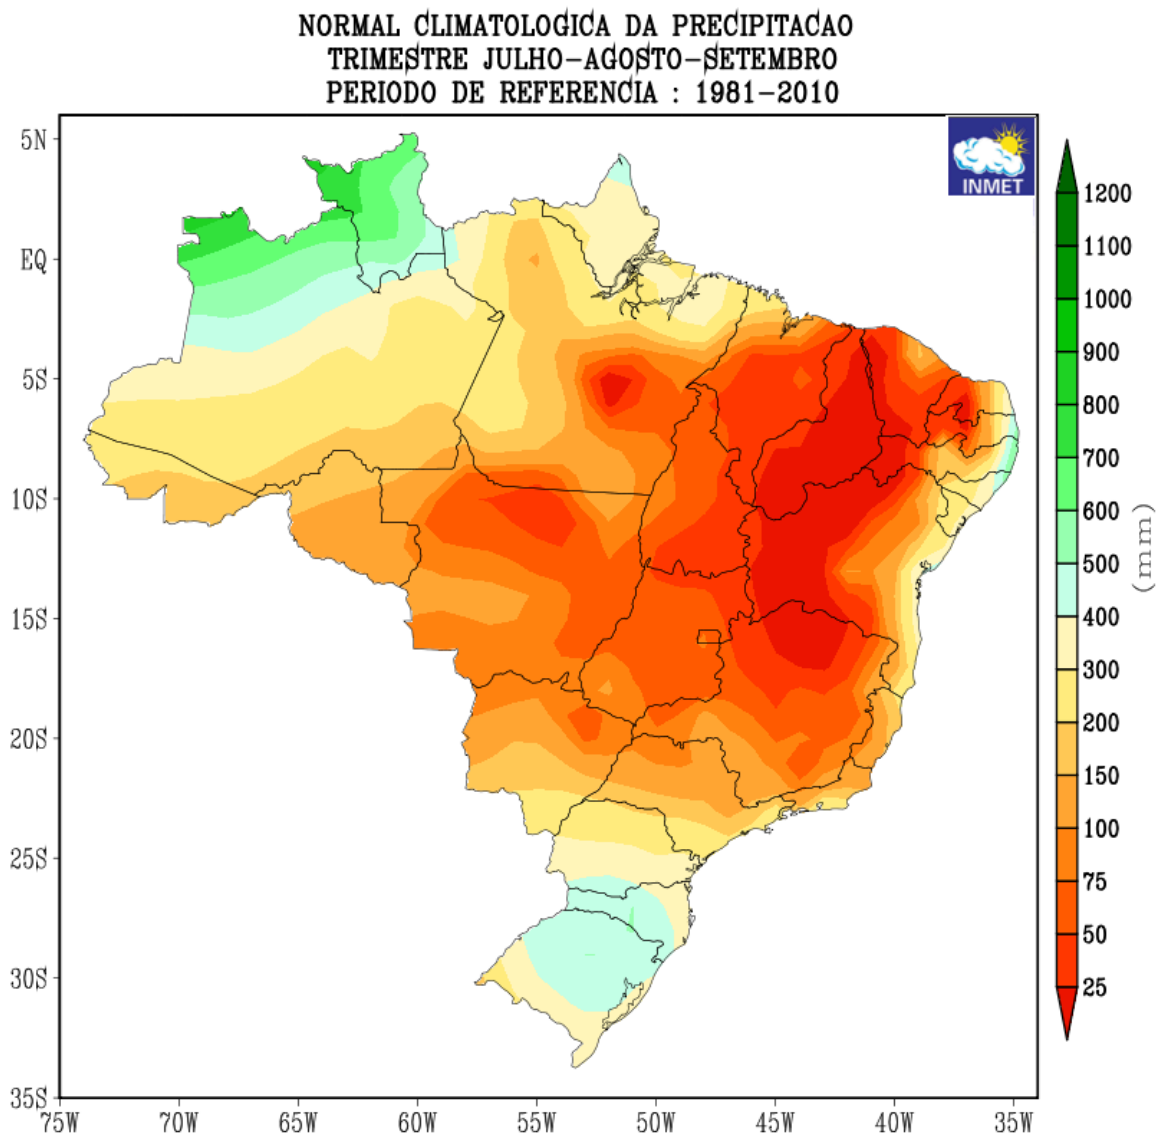 NORMAL CLIMATOLOGICA DA PRECIPITACAO
TRIMESTRE JULHO-AGOSTO-SETEMBRO
PERIODO DE REFERENCIA : 1981-2010
INMET
5N
EQ
5S
10S
15S
20S
25S
30S
35S
75W 70W 65W 60W 55W 50W 45W 40W 35W
1200
1100
1000
900
800
700
600
500
400
300
200
150
100
75
50
25
(mm)